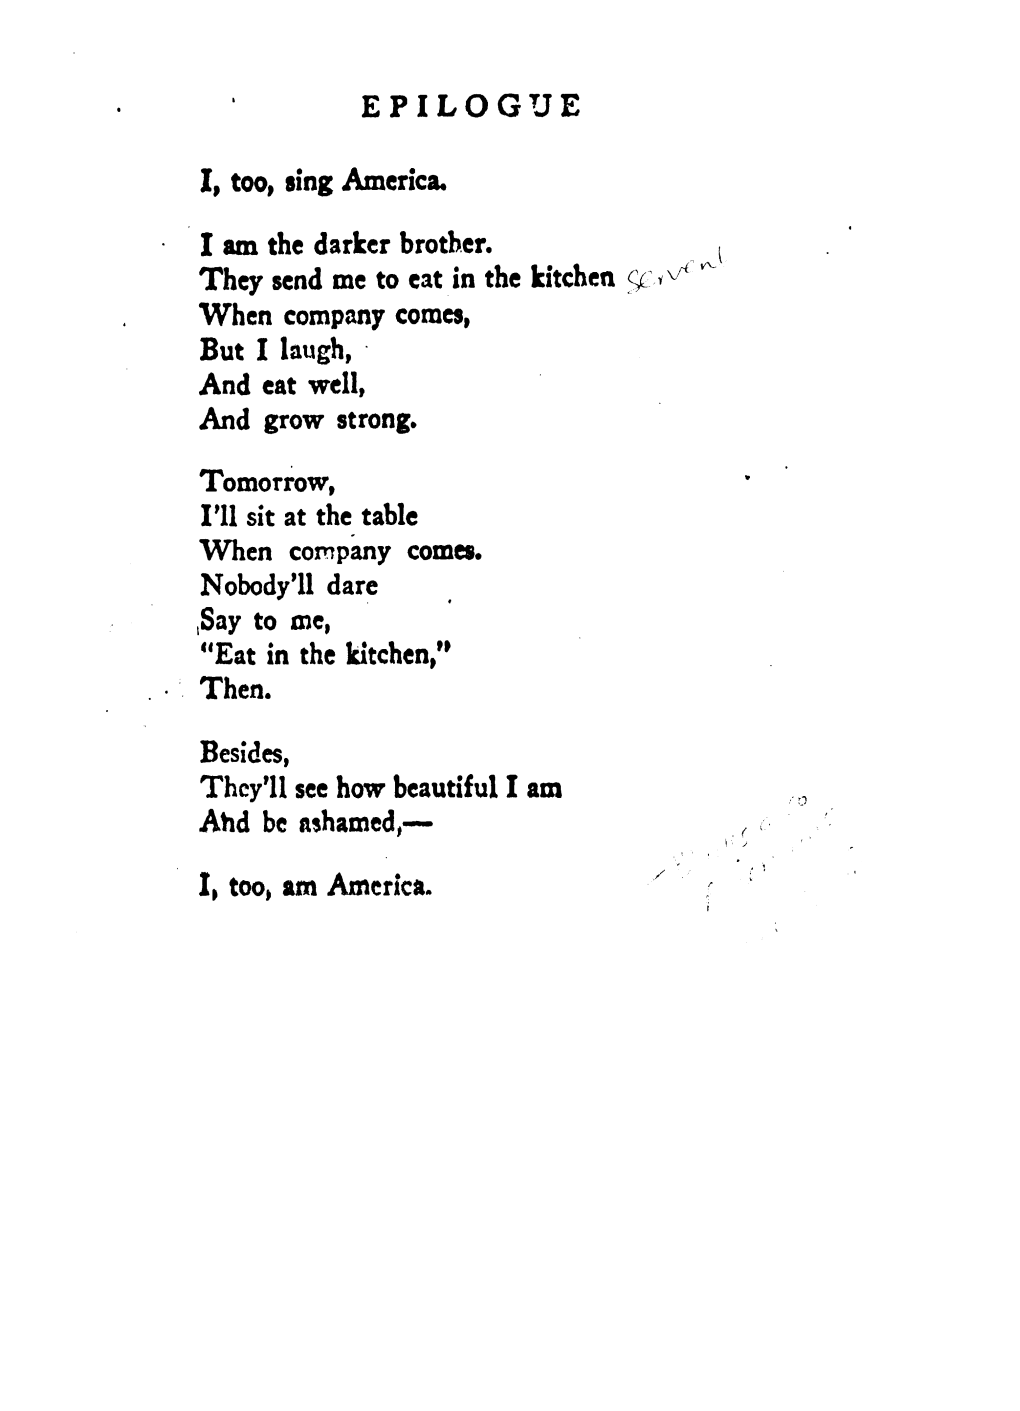 EPILOGUE
I, too, sing America.
I am the darker brother.
They send me to eat in the kitchen servent
When company comes,
But I laugh,
And eat well,
And grow strong.
Tomorrow,
I'll sit at the table
When company comes.
Nobody'll dare
Say to me,
“Eat in the kitchen,”
Then.
Besides,
They'll see how beautiful I am
And be ashamed,—
I, too, am America.